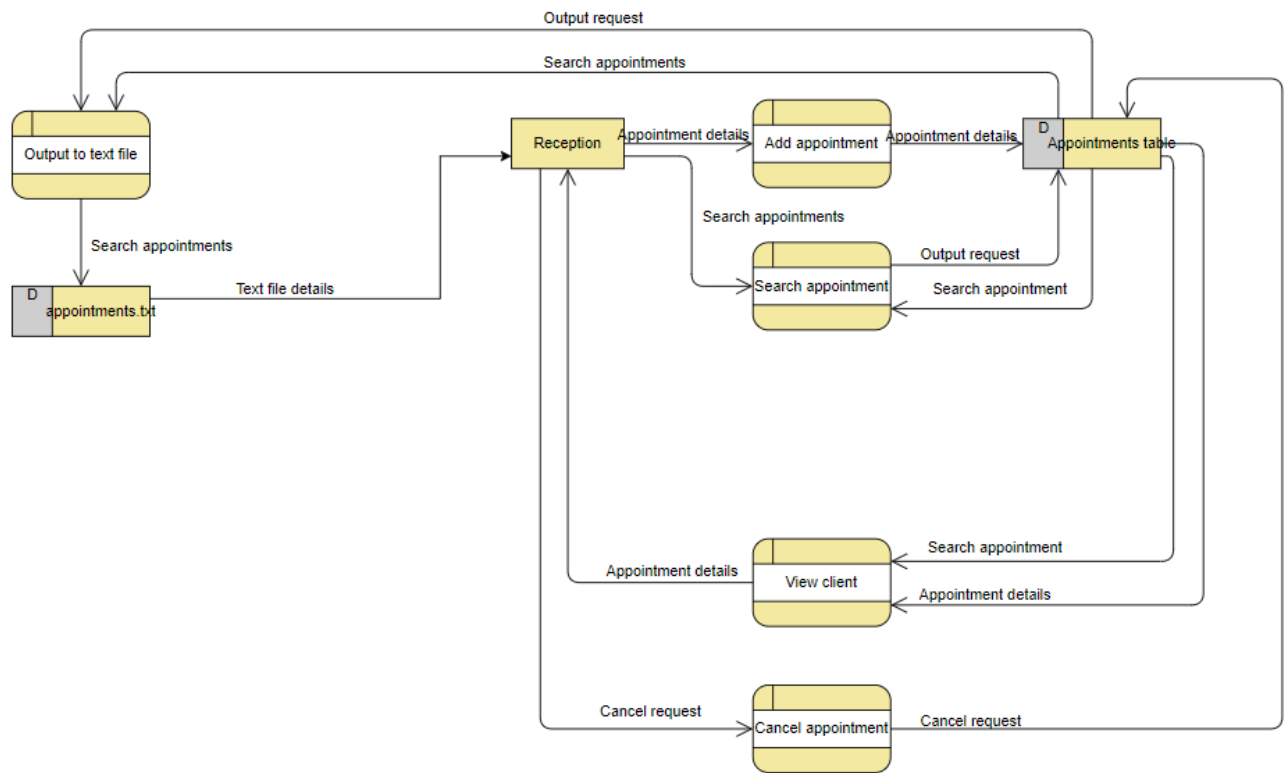 Output request
Search appointments
Output to text file
Reception
Appointment details
Add appointment
Appointment details
D
Appointments table
Search appointments
Search appointments
Output request
D
appointments.txt
Text file details
Search appointment
Search appointment
Search appointment
View client
Appointment details
Appointment details
Cancel request
Cancel appointment
Cancel request